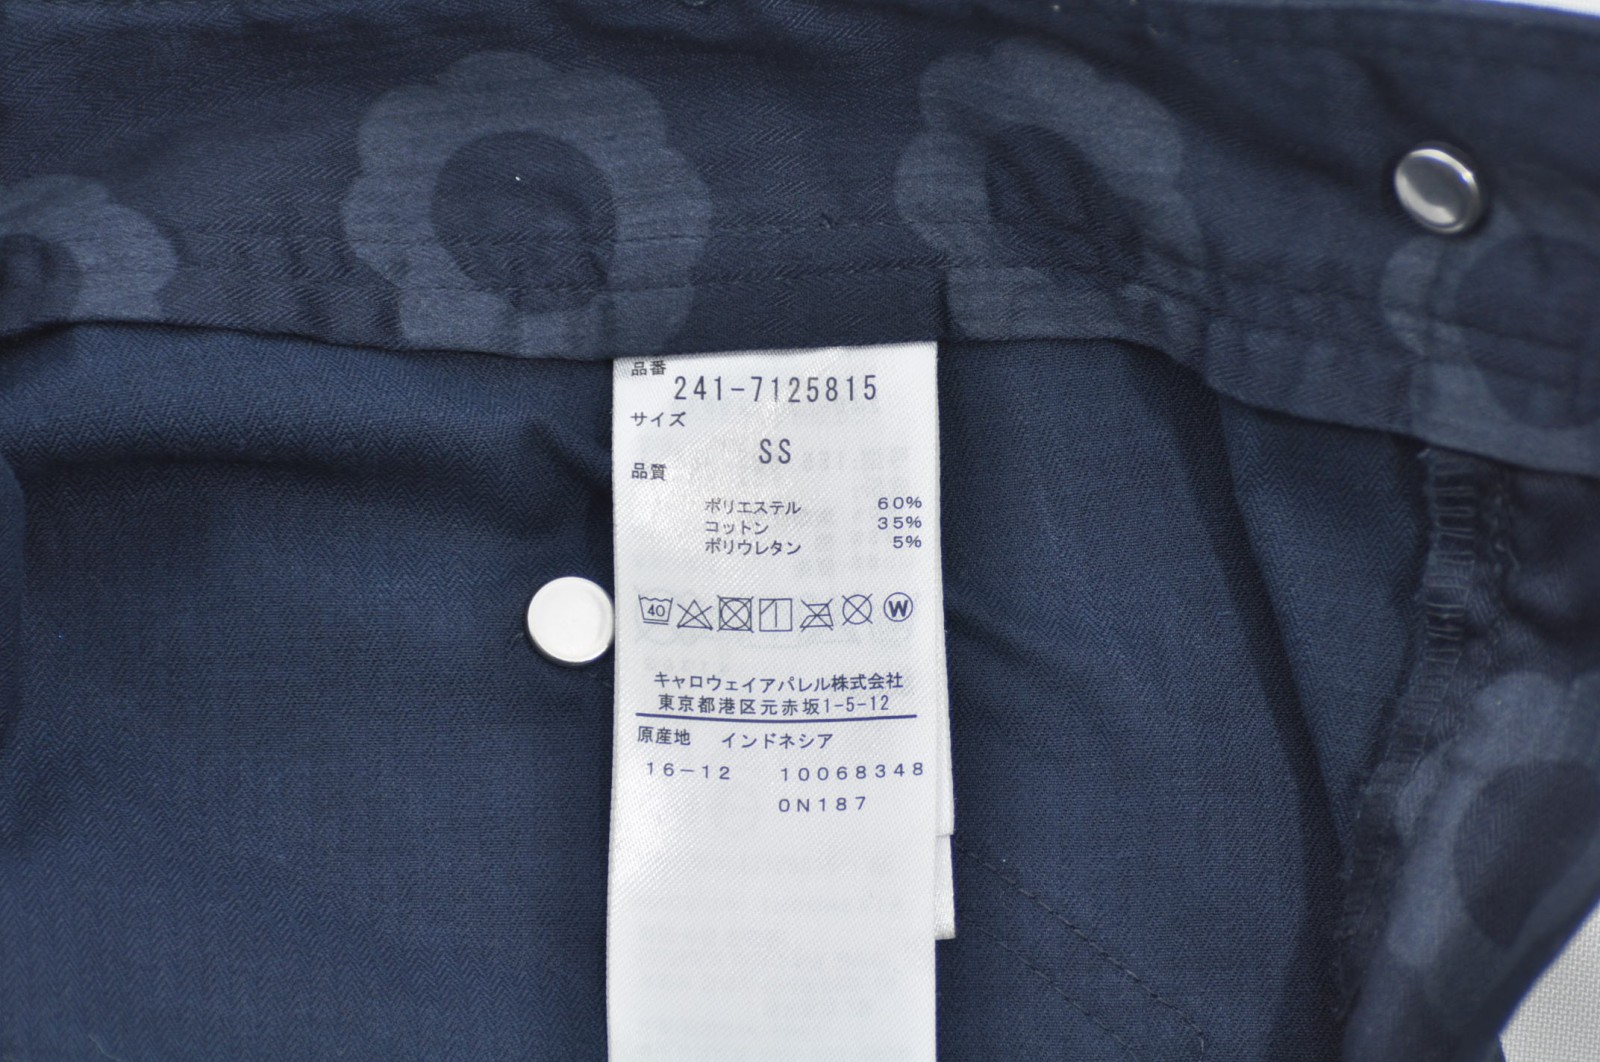 品番
241-7125815
サイズ
SS
品質
ポリエステル 60%
コットン 35%
ポリウレタン 5%
40 W
キャロウェイアパレル株式会社
東京都港区元赤坂1-5-12
原産地 インドネシア
16-12 10068348
0N187